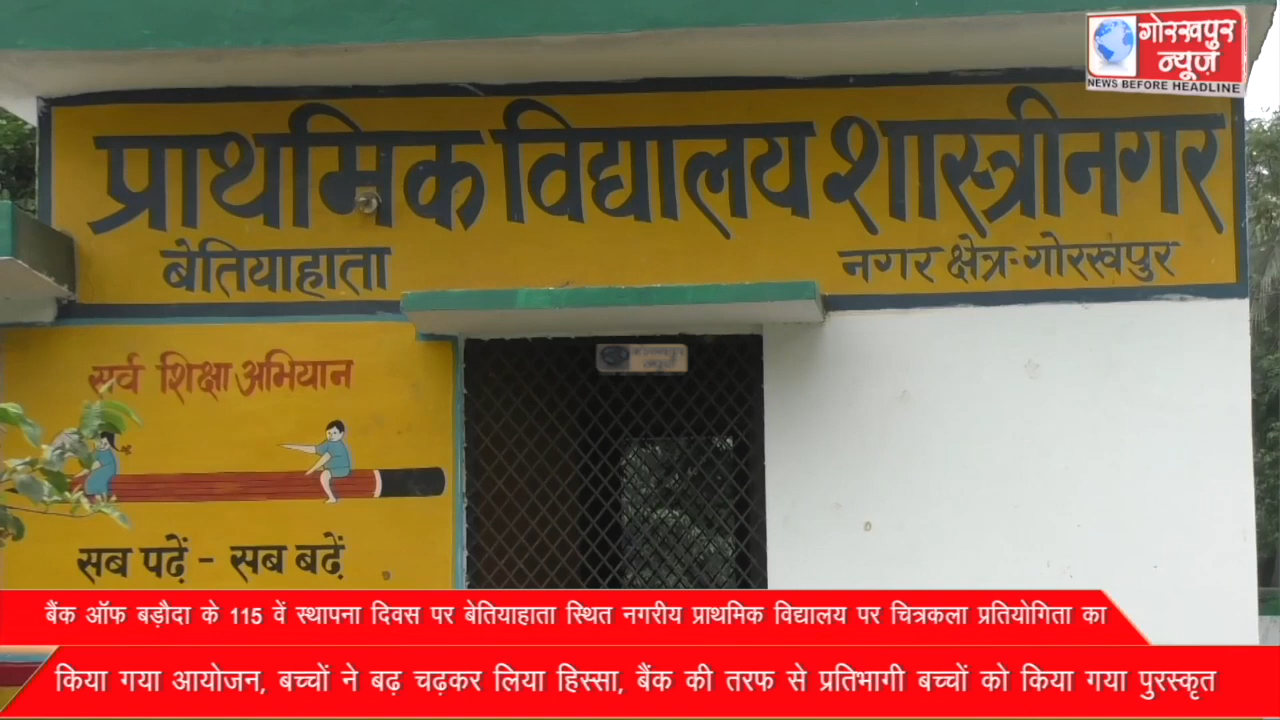 गोरखपुर
न्यूज़
NEWS BEFORE HEADLINE
प्राथमिक विद्यालय शास्त्रीनगर
बेतियाहाता
नगर क्षेत्र-गोरखपुर
सर्व शिक्षा अभियान
सब पढ़ें - सब बढ़ें
बैंक ऑफ बड़ौदा के 115 वें स्थापना दिवस पर बेतियाहाता स्थित नगरीय प्राथमिक विद्यालय पर चित्रकला प्रतियोगिता का
किया गया आयोजन, बच्चों ने बढ़ चढ़कर लिया हिस्सा, बैंक की तरफ से प्रतिभागी बच्चों को किया गया पुरस्कृत